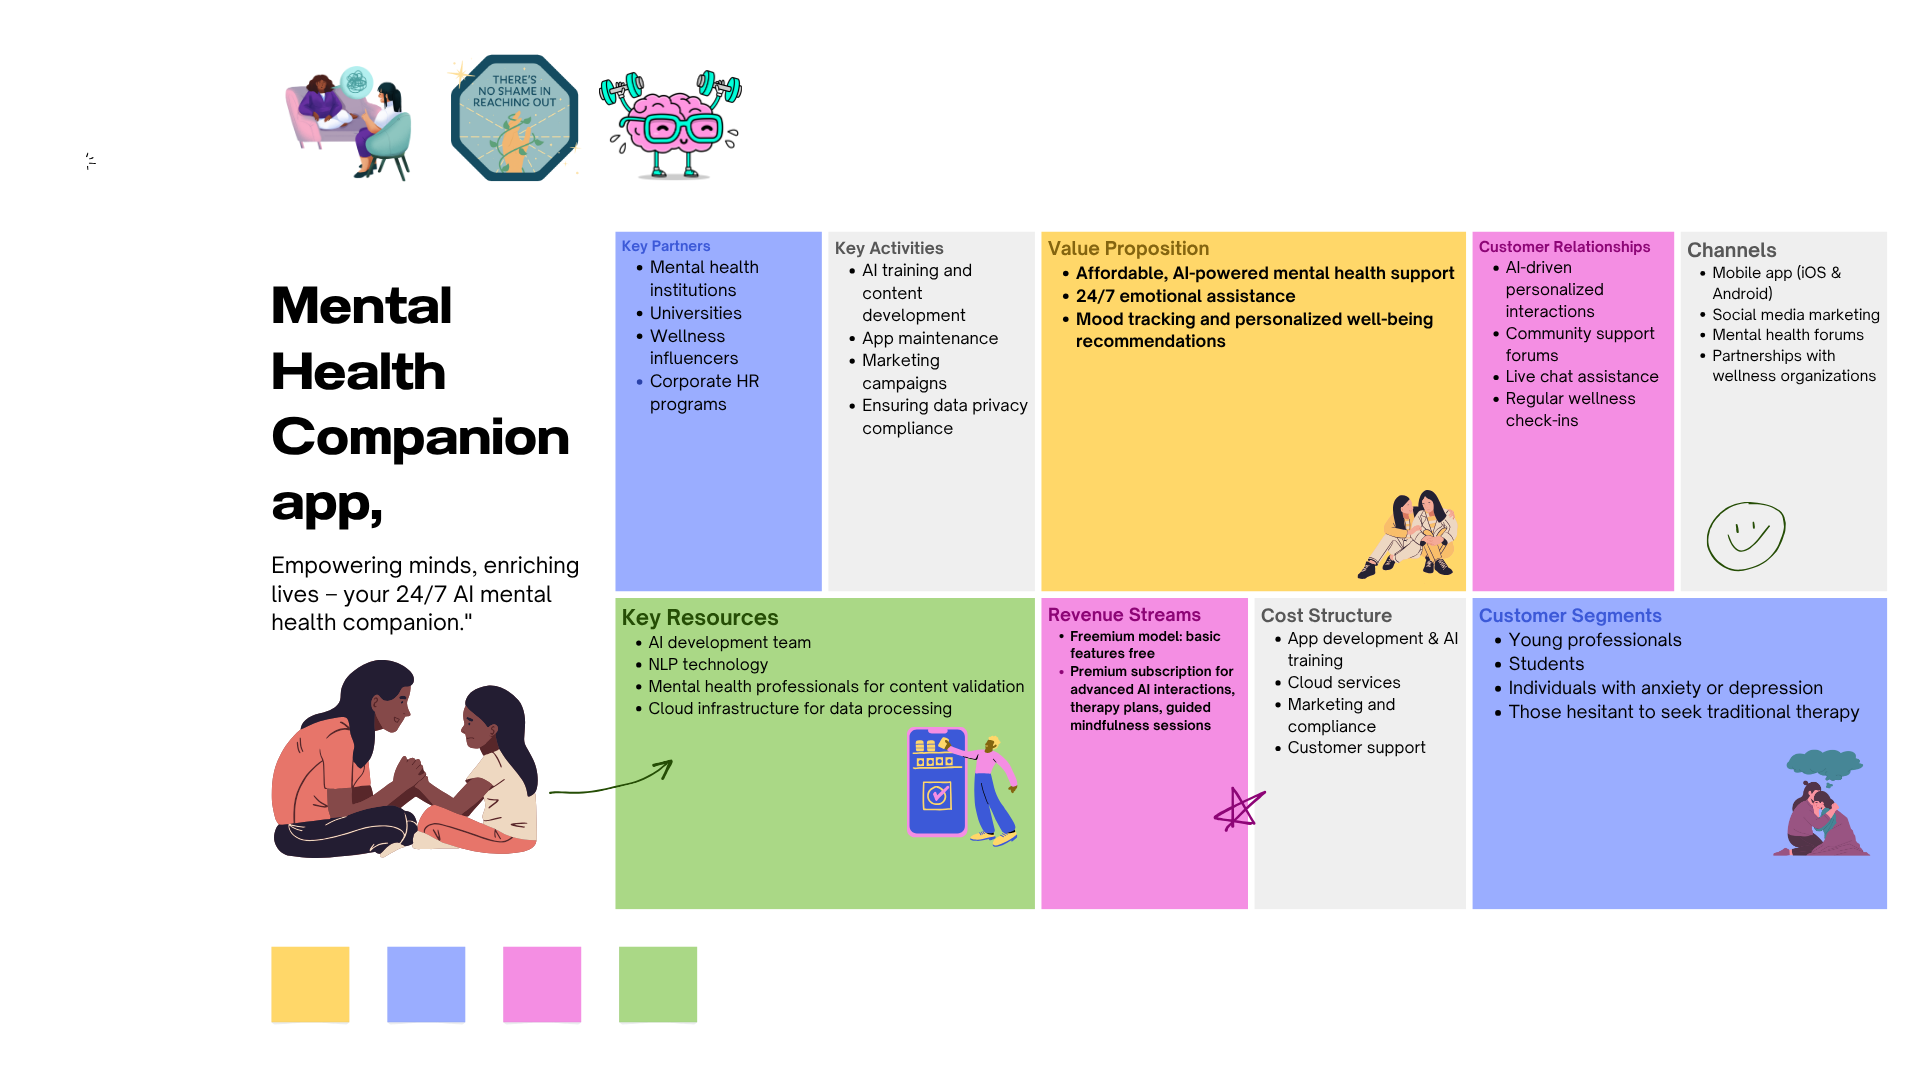 THERE'S
NO SHAME IN
REACHING OUT
Mental
Health
Companion
app,
Empowering minds, enriching
lives – your 24/7 AI mental
health companion."
Key Partners
• Mental health
institutions
• Universities
• Wellness
influencers
• Corporate HR
programs
Key Activities
• AI training and
content
development
• App maintenance
• Marketing
campaigns
• Ensuring data privacy
compliance
Value Proposition
• Affordable, AI-powered mental health support
• 24/7 emotional assistance
• Mood tracking and personalized well-being
recommendations
Customer Relationships
• AI-driven
personalized
interactions
• Community support
forums
• Live chat assistance
• Regular wellness
check-ins
Channels
• Mobile app (iOS &
Android)
• Social media marketing
• Mental health forums
• Partnerships with
wellness organizations
Key Resources
• AI development team
• NLP technology
• Mental health professionals for content validation
• Cloud infrastructure for data processing
Revenue Streams
• Freemium model: basic
features free
• Premium subscription for
advanced AI interactions,
therapy plans, guided
mindfulness sessions
Cost Structure
• App development & AI
training
• Cloud services
• Marketing and
compliance
• Customer support
Customer Segments
• Young professionals
• Students
• Individuals with anxiety or depression
• Those hesitant to seek traditional therapy